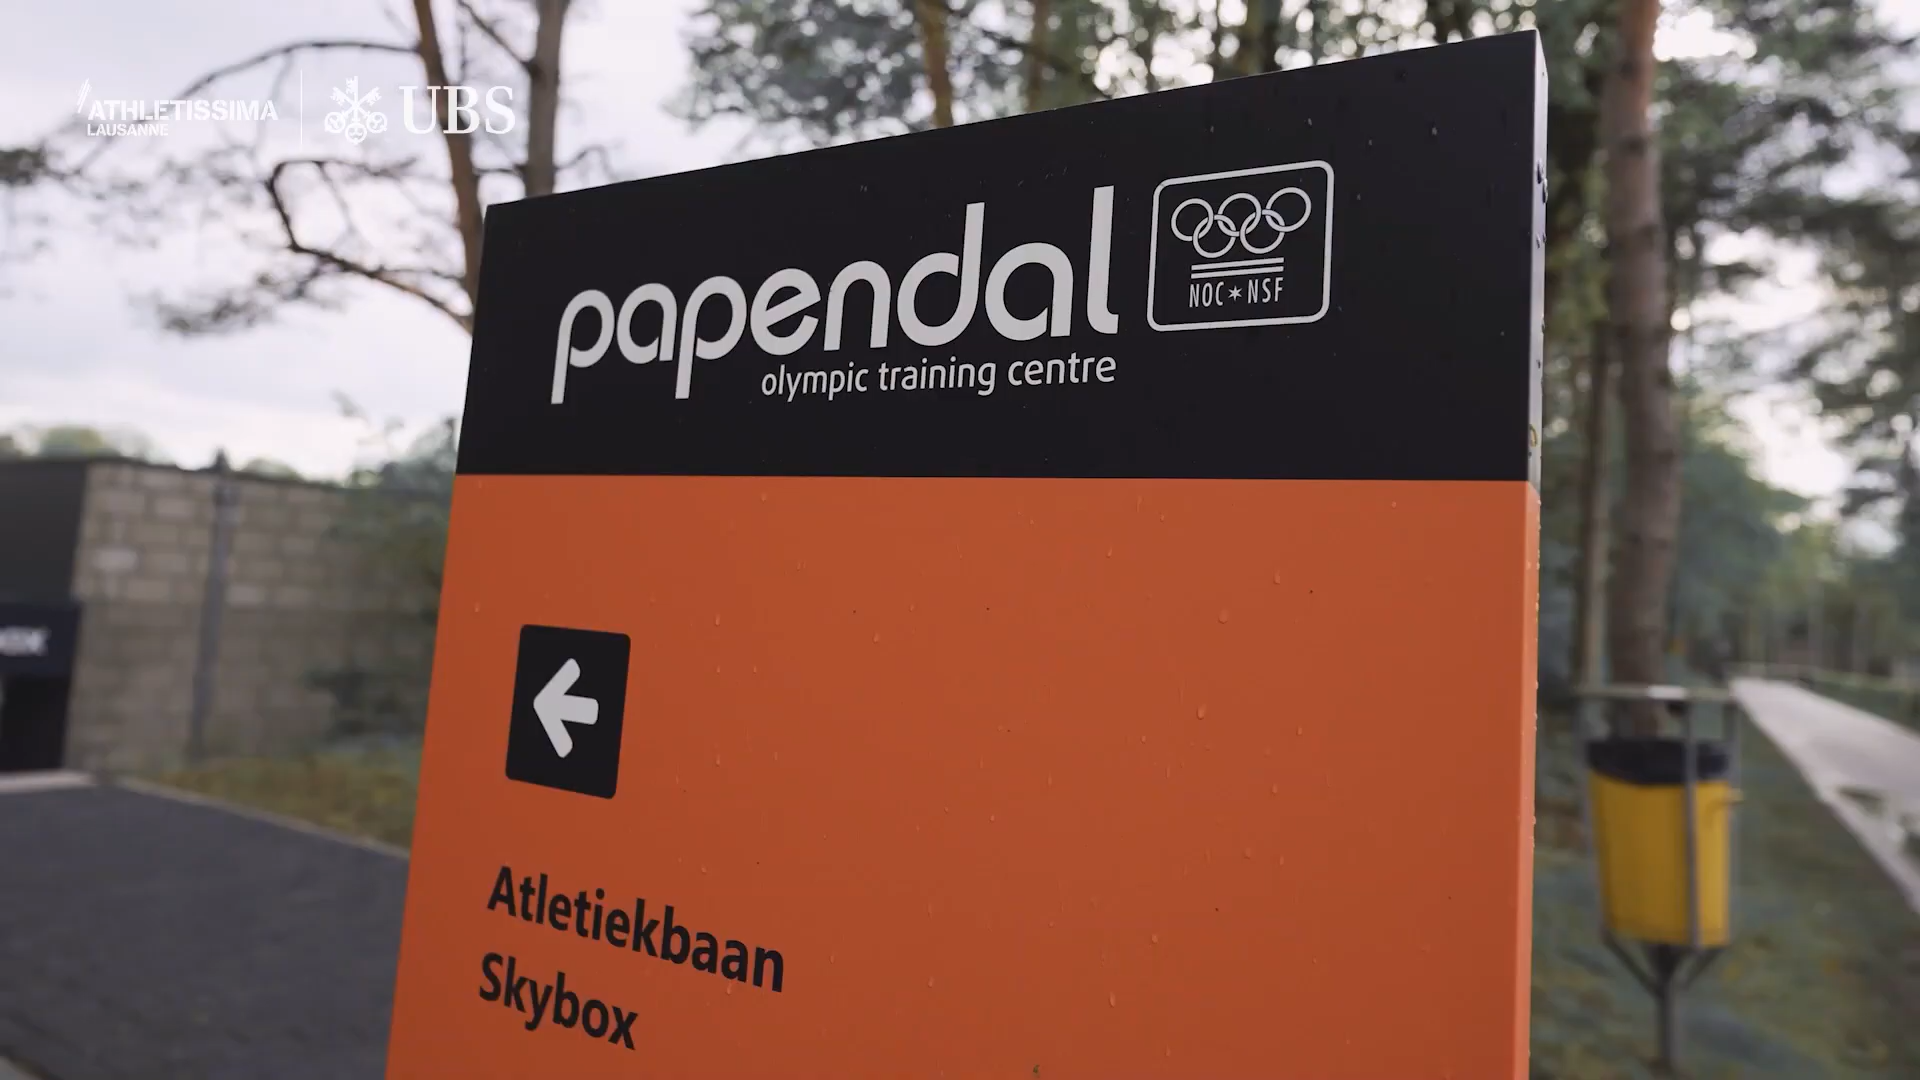 ATHLETISSIMA
LAUSANNE
UBS
papendal
olympic training centre
NOC*NSF
Atletiekbaan
Skybox